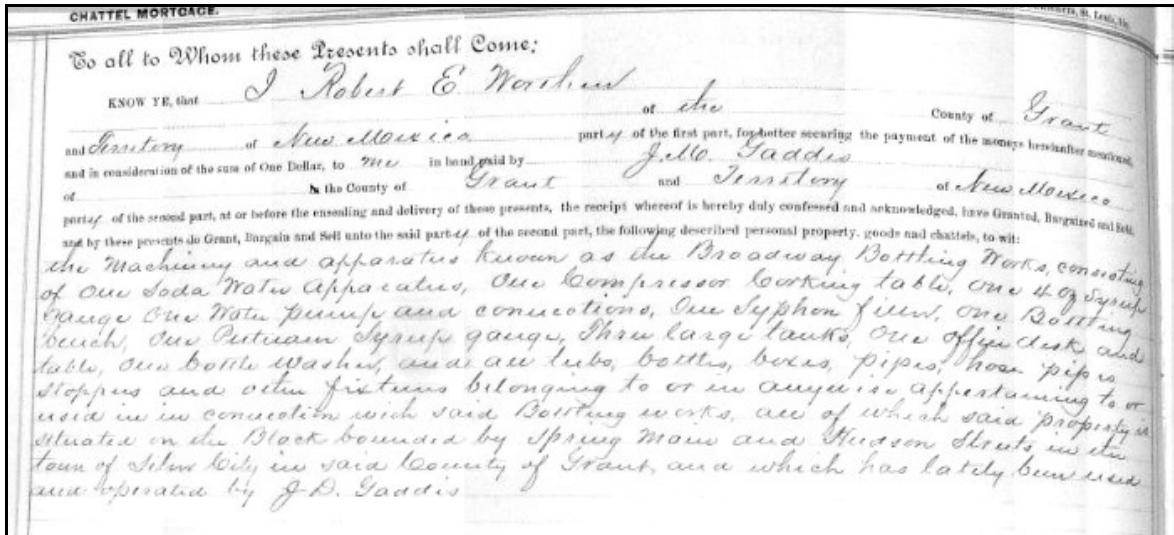 CHATTEL MORTGAGE.
St. Louis, Mo.
To all to Whom these Presents shall Come:
KNOW YE, that I Robert E. Worthen
of the County of Grant
and Territory of New Mexico party of the first part, for better securing the payment of the moneys hereinafter mentioned,
and in consideration of the sum of One Dollar, to me in hand paid by J. M. Gaddis
of in the County of Grant and Territory of New Mexico
party of the second part, at or before the ensealing and delivery of these presents, the receipt whereof is hereby duly confessed and acknowledged, have Granted, Bargained and Sold,
and by these presents do Grant, Bargain and Sell unto the said party of the second part, the following described personal property, goods and chattels, to wit:
the Machinery and apparatus known as the Broadway Bottling Works, consisting
of One Soda Water Apparatus, One Compressor Corking table, one 4 oz Syrup
Gauge One Water pump and connections, One Syphon filler, one Bottling
bench, One Putnam Syrup gauge, Three large tanks, One office desk and
table, One bottle washer, and all tubs, bottles, boxes, pipes, hose pipes
stoppers and other fixtures belonging to or in anywise appertaining to or
used in in connection with said Bottling works, all of which said property is
situated on the Block bounded by Spring Main and Hudson Streets in the
town of Silver City in said County of Grant, and which has lately been used
and operated by J. D. Gaddis